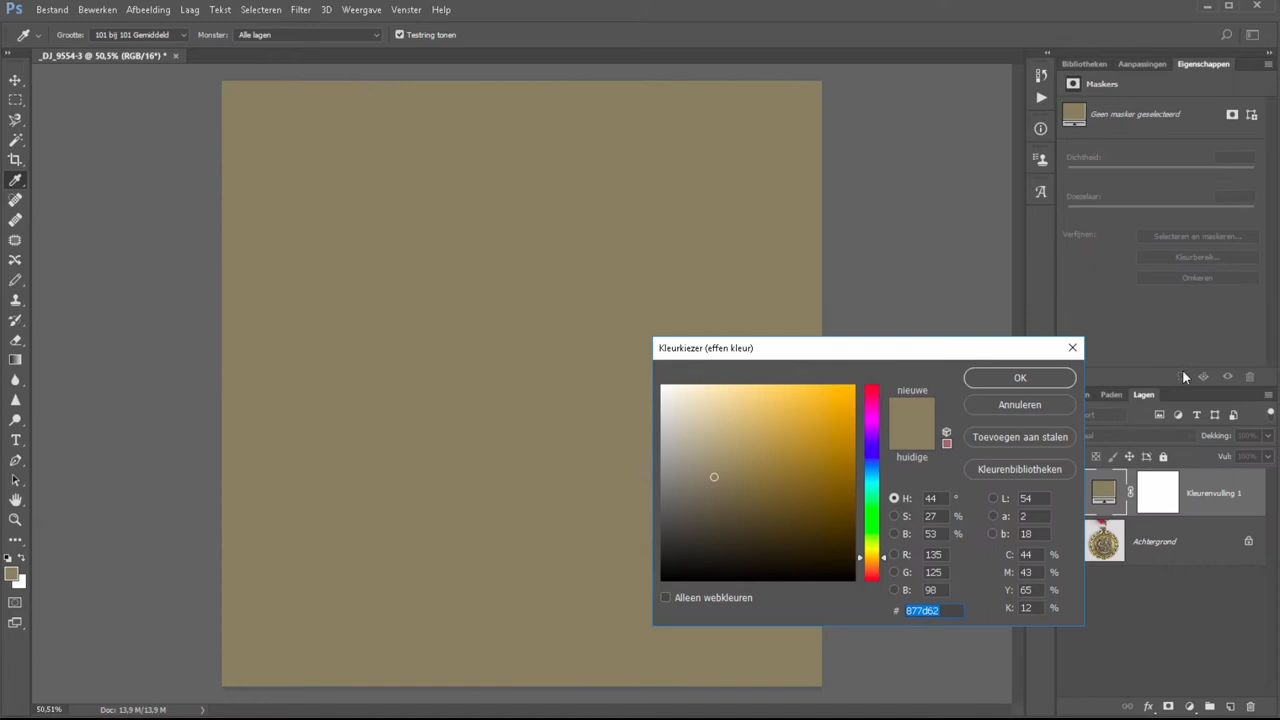 Ps Bestand Bewerken Afbeelding Laag Tekst Selecteren Filter 3D Weergave Venster Help
Grootte: 101 bij 101 Gemiddeld Monster: Alle lagen Testring tonen
_DJ_9554-3 @ 50,5% (RGB/16*) *
Bibliotheken Aanpassingen Eigenschappen
Maskers
Geen masker geselecteerd
Dichtheid:
Doezelaar:
Verfijnen: Selecteren en maskeren...
Kleurbereik...
Omkeren
Kleurkiezer (effen kleur)
nieuwe
huidige
OK
Annuleren
Toevoegen aan stalen
Kleurenbibliotheken
H: 44 ° L: 54
S: 27 % a: 2
B: 53 % b: 18
R: 135 C: 44 %
G: 125 M: 43 %
B: 98 Y: 65 %
# 877d62 K: 12 %
Alleen webkleuren
Paden Lagen
Dekking: 100%
Vul: 100%
Kleurenvulling 1
Achtergrond
50,51% Doc: 13,9 M/13,9 M